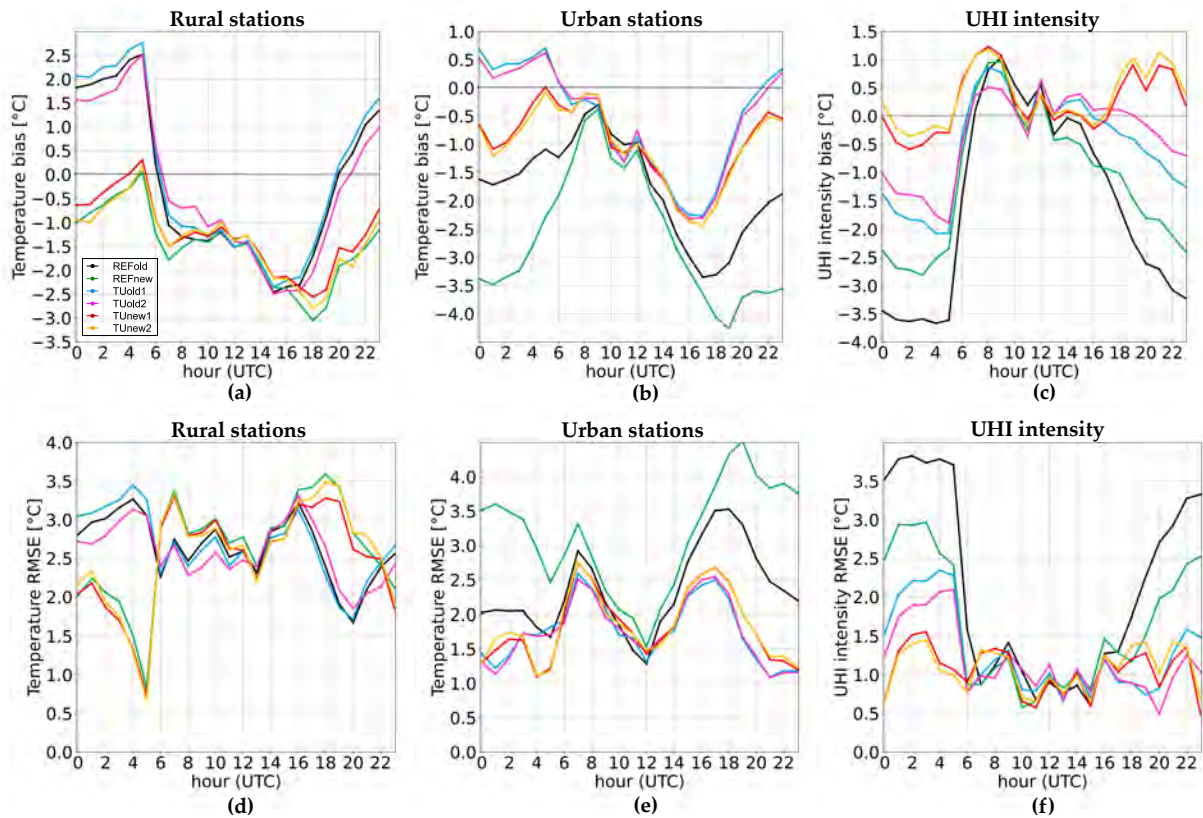 Rural stations
Urban stations
UHI intensity
Temperature bias [°C]
2.5
2.0
1.5
1.0
0.5
0.0
−0.5
−1.0
−1.5
−2.0
−2.5
−3.0
−3.5
REFold
REFnew
TUold1
TUold2
TUnew1
TUnew2
0 2 4 6 8 10 12 14 16 18 20 22
hour (UTC)
(a)
Temperature bias [°C]
1.0
0.5
0.0
−0.5
−1.0
−1.5
−2.0
−2.5
−3.0
−3.5
−4.0
0 2 4 6 8 10 12 14 16 18 20 22
hour (UTC)
(b)
UHI intensity bias [°C]
1.5
1.0
0.5
0.0
−0.5
−1.0
−1.5
−2.0
−2.5
−3.0
−3.5
−4.0
0 2 4 6 8 10 12 14 16 18 20 22
hour (UTC)
(c)
Rural stations
Urban stations
UHI intensity
Temperature RMSE [°C]
4.0
3.5
3.0
2.5
2.0
1.5
1.0
0.5
0.0
0 2 4 6 8 10 12 14 16 18 20 22
hour (UTC)
(d)
Temperature RMSE [°C]
4.0
3.5
3.0
2.5
2.0
1.5
1.0
0.5
0.0
0 2 4 6 8 10 12 14 16 18 20 22
hour (UTC)
(e)
UHI intensity RMSE [°C]
3.5
3.0
2.5
2.0
1.5
1.0
0.5
0.0
0 2 4 6 8 10 12 14 16 18 20 22
hour (UTC)
(f)